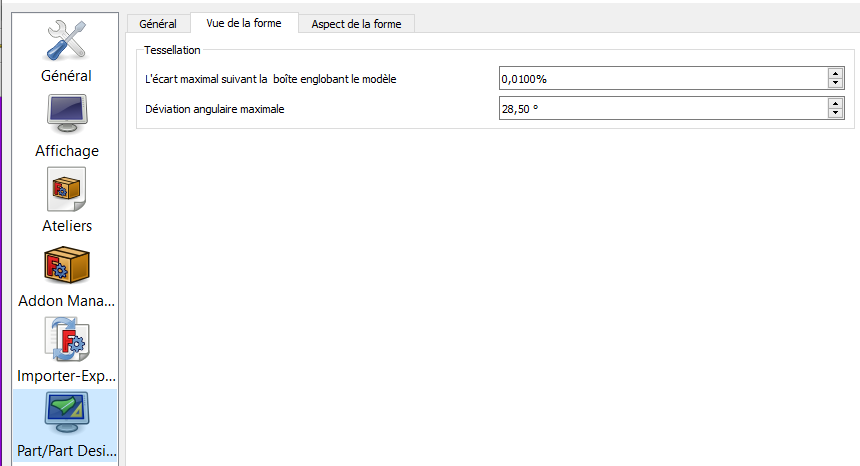 Général
Vue de la forme
Aspect de la forme
Tessellation
L'écart maximal suivant la  boîte englobant le modèle
0,0100%
Déviation angulaire maximale
28,50 °
Général
Affichage
Ateliers
Addon Mana...
Importer-Exp...
Part/Part Desi...